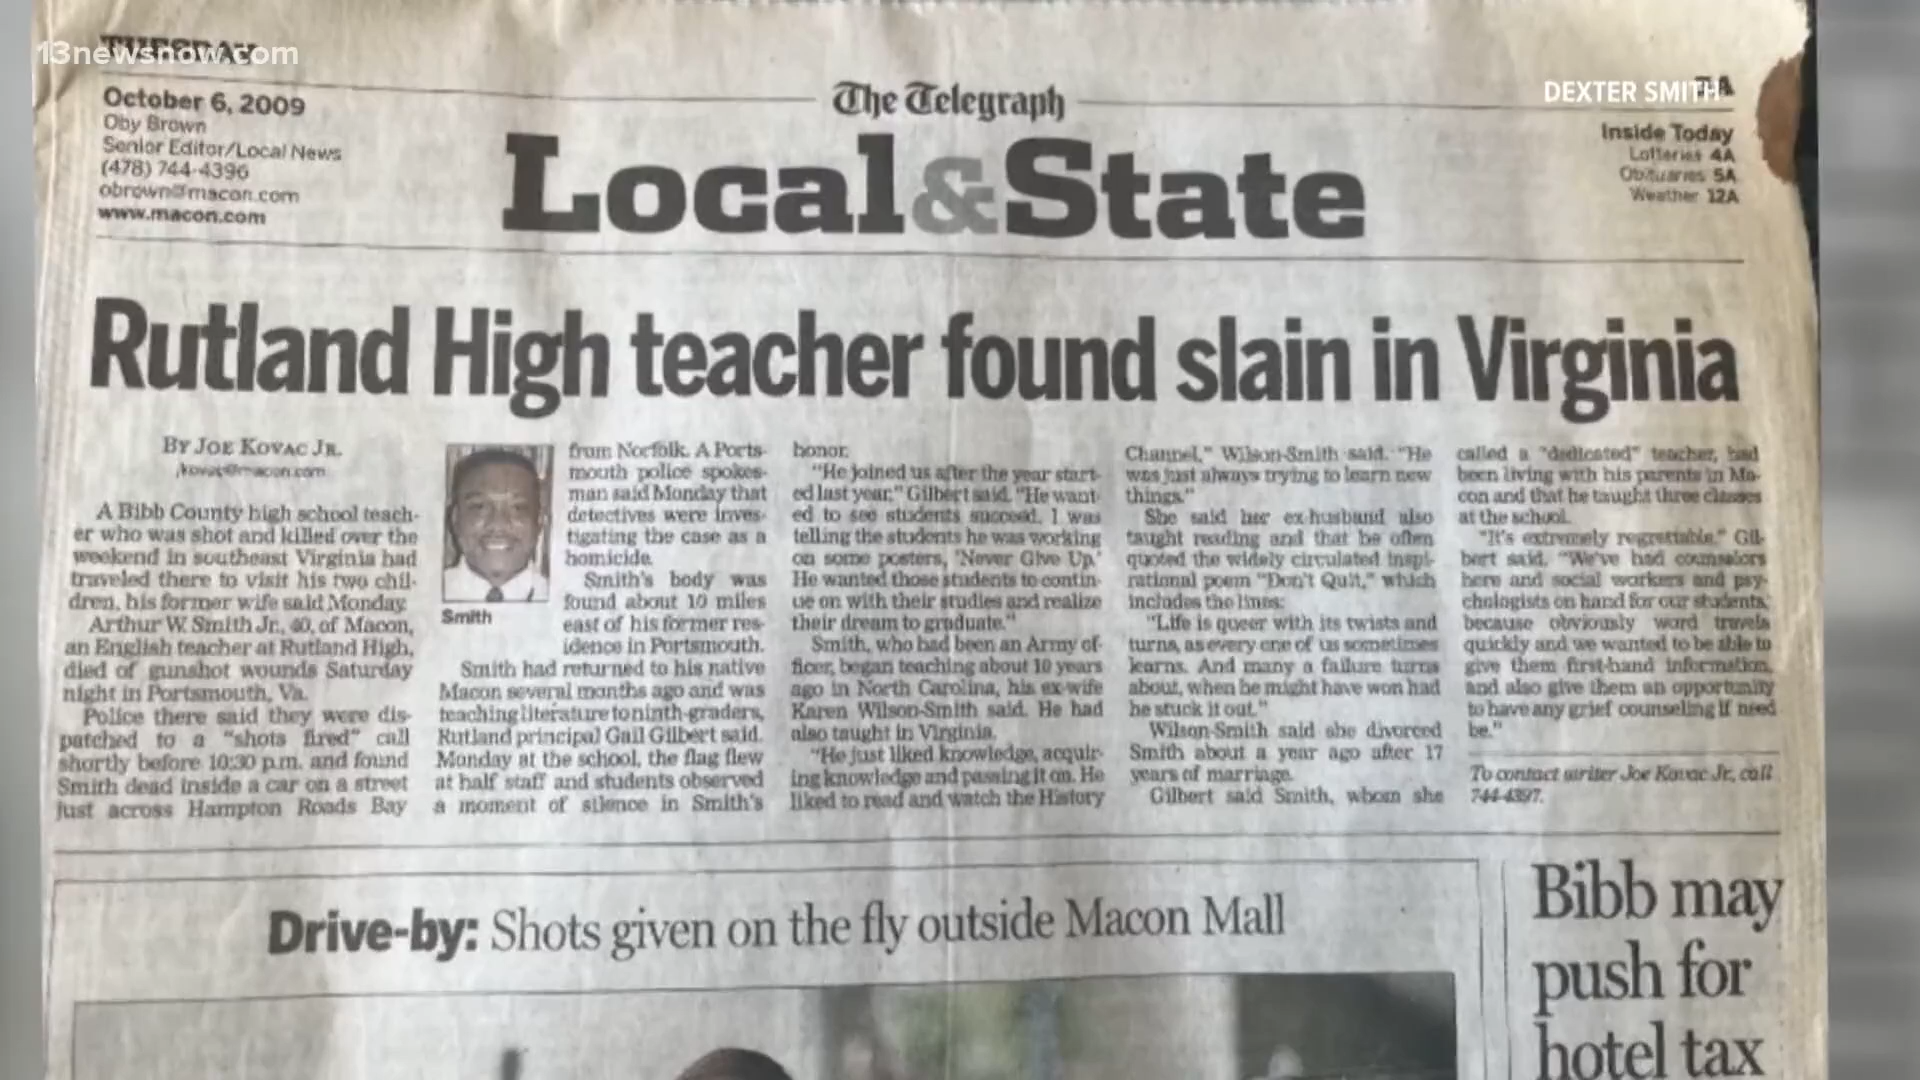 13newsnow.com
TUESDAY
October 6, 2009
Oby Brown
Senior Editor/Local News
(478) 744-4396
obrown@macon.com
www.macon.com
The Telegraph
Local&State
DEXTER SMITH
Inside Today
Lotteries 4A
Obituaries 5A
Weather 12A
Rutland High teacher found slain in Virginia
BY JOE KOVAC JR.
jkovac@macon.com
A Bibb County high school teach-
er who was shot and killed over the
weekend in southeast Virginia had
traveled there to visit his two chil-
dren, his former wife said Monday.
Arthur W. Smith Jr., 40, of Macon,
an English teacher at Rutland High,
died of gunshot wounds Saturday
night in Portsmouth, Va.
Police there said they were dis-
patched to a "shots fired" call
shortly before 10:30 p.m. and found
Smith dead inside a car on a street
just across Hampton Roads Bay
Smith
from Norfolk. A Ports-
mouth police spokes-
man said Monday that
detectives were inves-
tigating the case as a
homicide.
Smith's body was
found about 10 miles
east of his former res-
idence in Portsmouth.
Smith had returned to his native
Macon several months ago and was
teaching literature to ninth-graders,
Rutland principal Gail Gilbert said.
Monday at the school, the flag flew
at half staff and students observed
a moment of silence in Smith's
honor.
"He joined us after the year start-
ed last year," Gilbert said. "He want-
ed to see students succeed. I was
telling the students he was working
on some posters, 'Never Give Up.'
He wanted those students to contin-
ue on with their studies and realize
their dream to graduate."
Smith, who had been an Army of-
ficer, began teaching about 10 years
ago in North Carolina, his ex-wife
Karen Wilson-Smith said. He had
also taught in Virginia.
"He just liked knowledge, acquir-
ing knowledge and passing it on. He
liked to read and watch the History
Channel," Wilson-Smith said. "He
was just always trying to learn new
things."
She said her ex-husband also
taught reading and that he often
quoted the widely circulated inspi-
rational poem "Don't Quit," which
includes the lines:
"Life is queer with its twists and
turns, as every one of us sometimes
learns. And many a failure turns
about, when he might have won had
he stuck it out."
Wilson-Smith said she divorced
Smith about a year ago after 17
years of marriage.
Gilbert said Smith, whom she
called a "dedicated" teacher, had
been living with his parents in Ma-
con and that he taught three classes
at the school.
"It's extremely regrettable," Gil-
bert said. "We've had counselors
here and social workers and psy-
chologists on hand for our students,
because obviously word travels
quickly and we wanted to be able to
give them first-hand information,
and also give them an opportunity
to have any grief counseling if need
be."
To contact writer Joe Kovac Jr., call
744-4397.
Drive-by: Shots given on the fly outside Macon Mall
Bibb may
push for
hotel tax